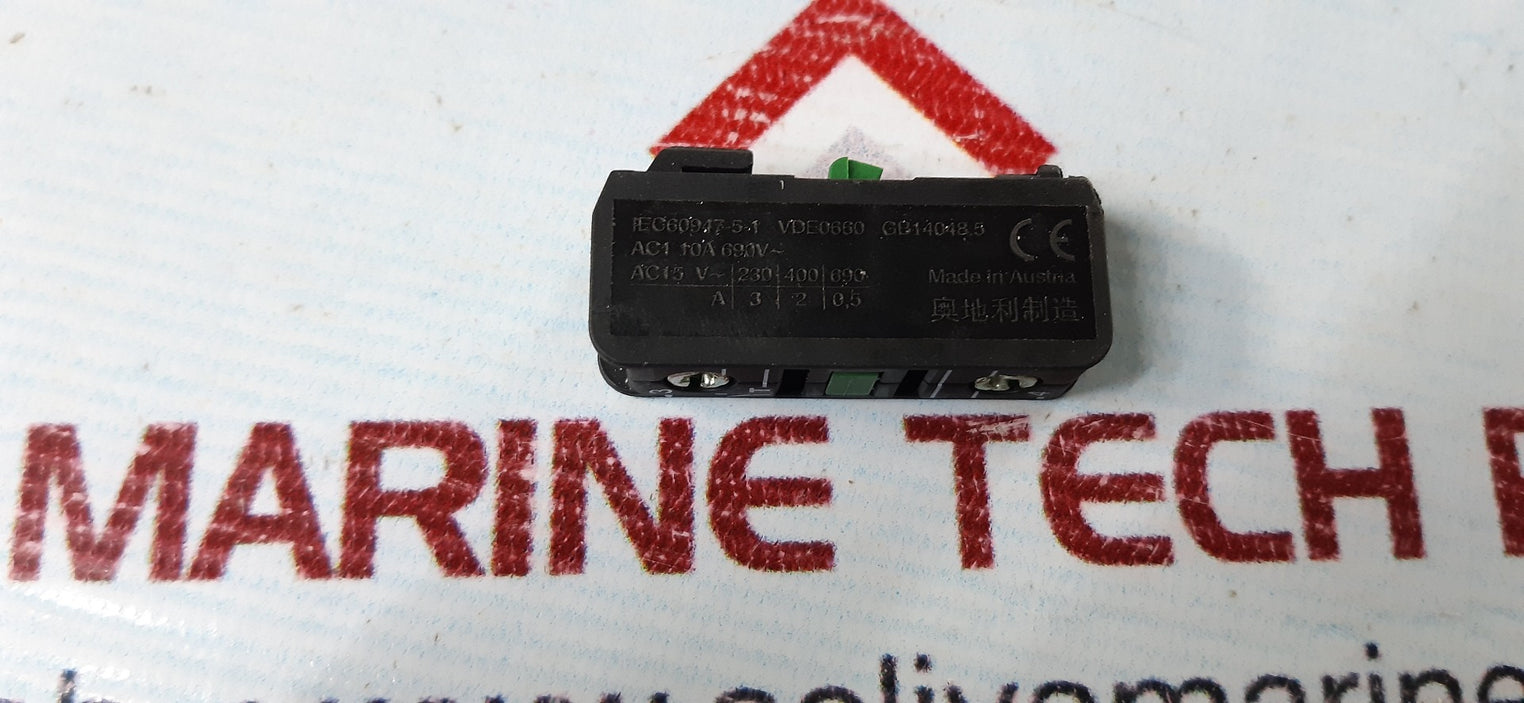 IEC60947-5-1 VDE0660 GB14048.5
CE
AC1 10A 690V~
AC15 V~ 230 400 690
A 3 2 0,5
Made in Austria
奥地利制造
MARINE TECH